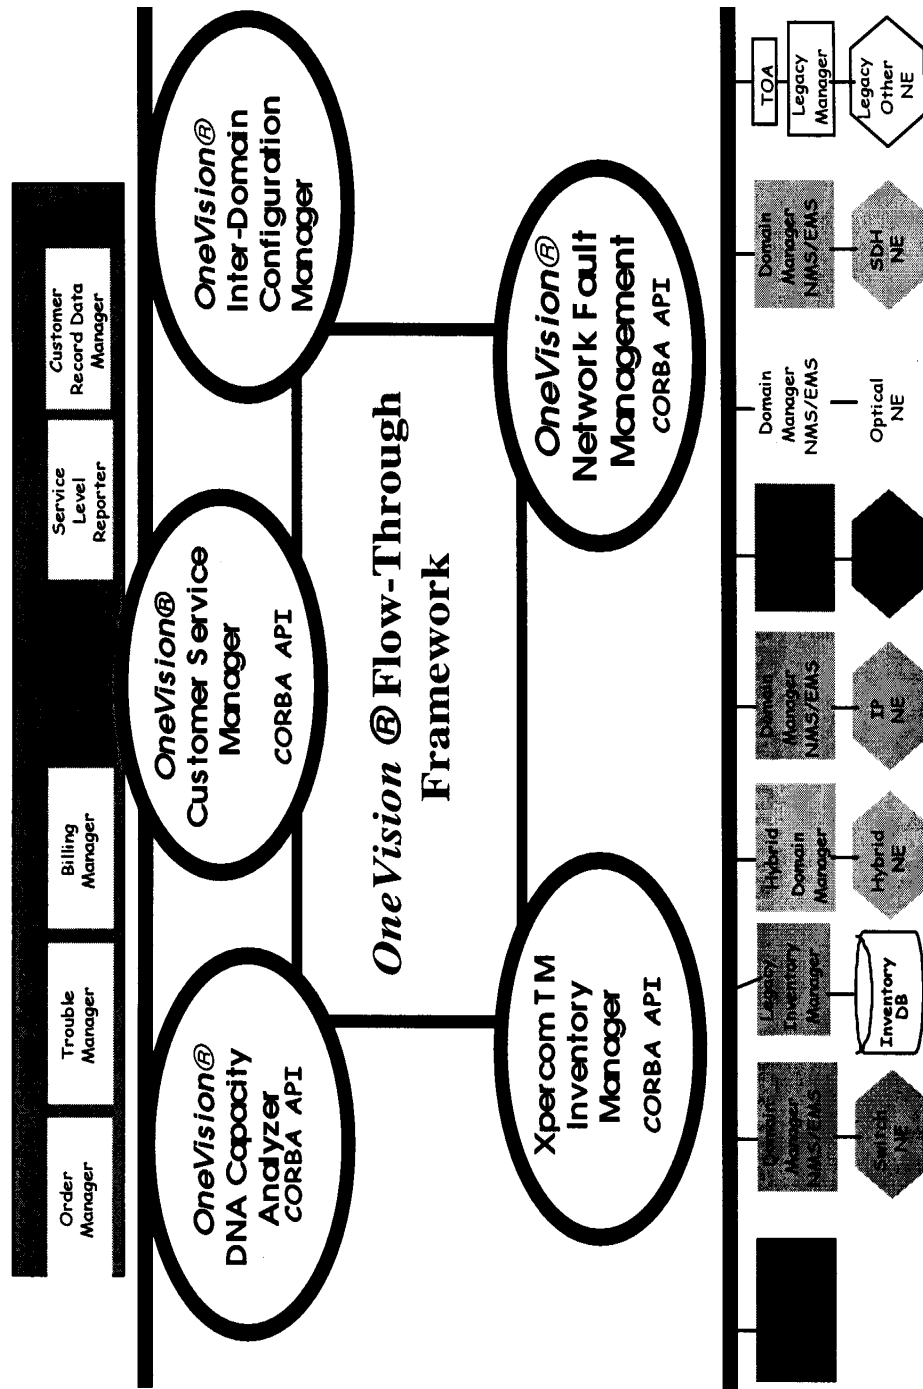 Order
Manager
Trouble
Manager
Billing
Manager
Service
Level
Reporter
Customer
Record Data
Manager
OneVision®
DNA Capacity
Analyzer
CORBA API
OneVision®
Customer Service
Manager
CORBA API
OneVision®
Inter-Domain
Configuration
Manager
OneVision ® Flow-Through
Framework
XpercomTM
Inventory
Manager
CORBA API
OneVision®
Network Fault
Management
CORBA API
Domain
Manager
NMS/EMS
Switch
NE
Legacy
Inventory
Manager
Inventory
DB
Hybrid
Domain
Manager
Hybrid
NE
Domain
Manager
NMS/EMS
IP
NE
Domain
Manager
NMS/EMS
Optical
NE
Domain
Manager
NMS/EMS
SDH
NE
TOA
Legacy
Manager
Legacy
Other
NE